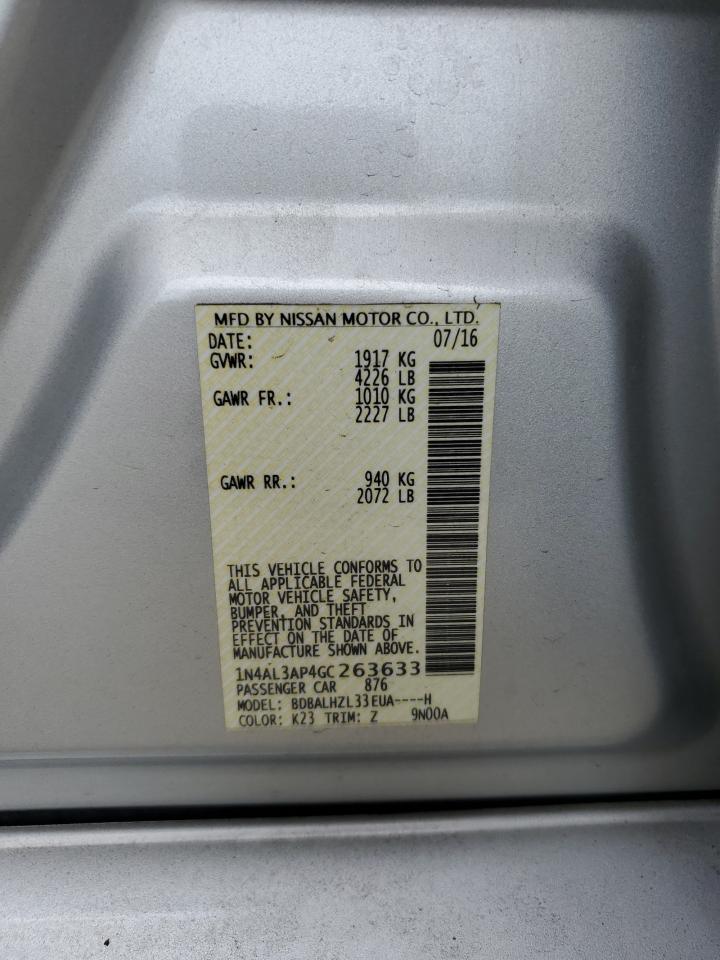 MFD BY NISSAN MOTOR CO., LTD.
DATE: 07/16
GVWR: 1917 KG
4226 LB
GAWR FR.: 1010 KG
2227 LB
GAWR RR.: 940 KG
2072 LB
THIS VEHICLE CONFORMS TO
ALL APPLICABLE FEDERAL
MOTOR VEHICLE SAFETY,
BUMPER, AND THEFT
PREVENTION STANDARDS IN
EFFECT ON THE DATE OF
MANUFACTURE SHOWN ABOVE.
1N4AL3AP4GC263633
PASSENGER CAR 876
MODEL: BDBALHZL33EUA----H
COLOR: K23 TRIM: Z 9N00A